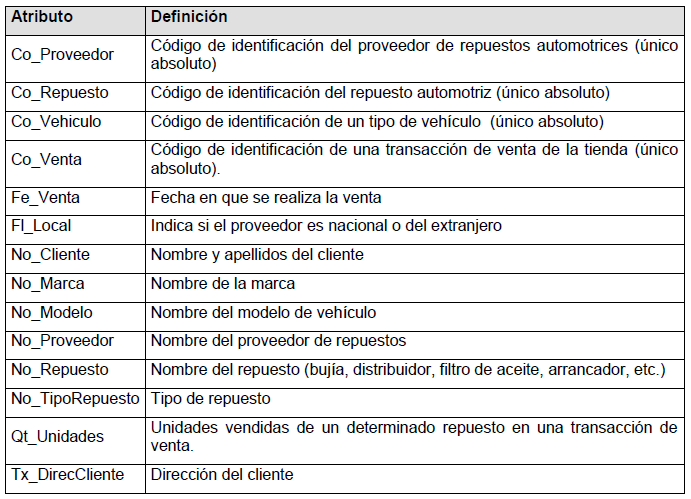 Atributo Definición
Co_Proveedor Código de identificación del proveedor de repuestos automotrices (único
absoluto)
Co_Repuesto Código de identificación del repuesto automotriz (único absoluto)
Co_Vehiculo Código de identificación de un tipo de vehículo (único absoluto)
Co_Venta Código de identificación de una transacción de venta de la tienda (único
absoluto).
Fe_Venta Fecha en que se realiza la venta
Fl_Local Indica si el proveedor es nacional o del extranjero
No_Cliente Nombre y apellidos del cliente
No_Marca Nombre de la marca
No_Modelo Nombre del modelo de vehículo
No_Proveedor Nombre del proveedor de repuestos
No_Repuesto Nombre del repuesto (bujía, distribuidor, filtro de aceite, arrancador, etc.)
No_TipoRepuesto Tipo de repuesto
Qt_Unidades Unidades vendidas de un determinado repuesto en una transacción de
venta.
Tx_DirecCliente Dirección del cliente